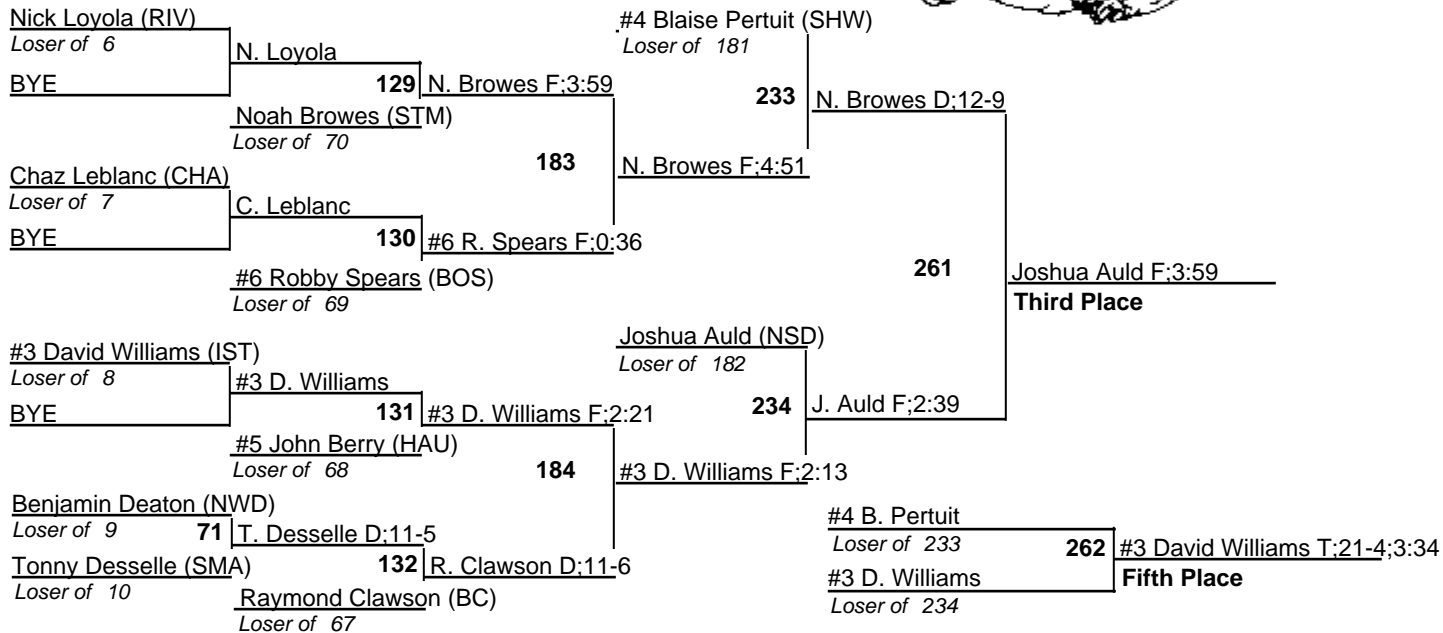 Nick Loyola (RIV)
Loser of 6
N. Loyola
BYE
129 N. Browes F;3:59
Noah Browes (STM)
Loser of 70
183
Chaz Leblanc (CHA)
Loser of 7
C. Leblanc
BYE
130 #6 R. Spears F;0:36
#6 Robby Spears (BOS)
Loser of 69
#4 Blaise Pertuit (SHW)
Loser of 181
233 N. Browes D;12-9
N. Browes F;4:51
261 Joshua Auld F;3:59
Third Place
#3 David Williams (IST)
Loser of 8
#3 D. Williams
BYE
131 #3 D. Williams F;2:21
#5 John Berry (HAU)
Loser of 68
184
Benjamin Deaton (NWD)
Loser of 9
71 T. Desselle D;11-5
Tonny Desselle (SMA)
Loser of 10
132 R. Clawson D;11-6
Raymond Clawson (BC)
Loser of 67
Joshua Auld (NSD)
Loser of 182
234 J. Auld F;2:39
#3 D. Williams F;2:13
#4 B. Pertuit
Loser of 233
262 #3 David Williams T;21-4;3:34
#3 D. Williams
Fifth Place
Loser of 234